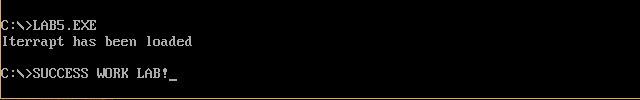 C:\>LAB5.EXE
Iterrapt has been loaded
C:\>SUCCESS WORK LAB!_